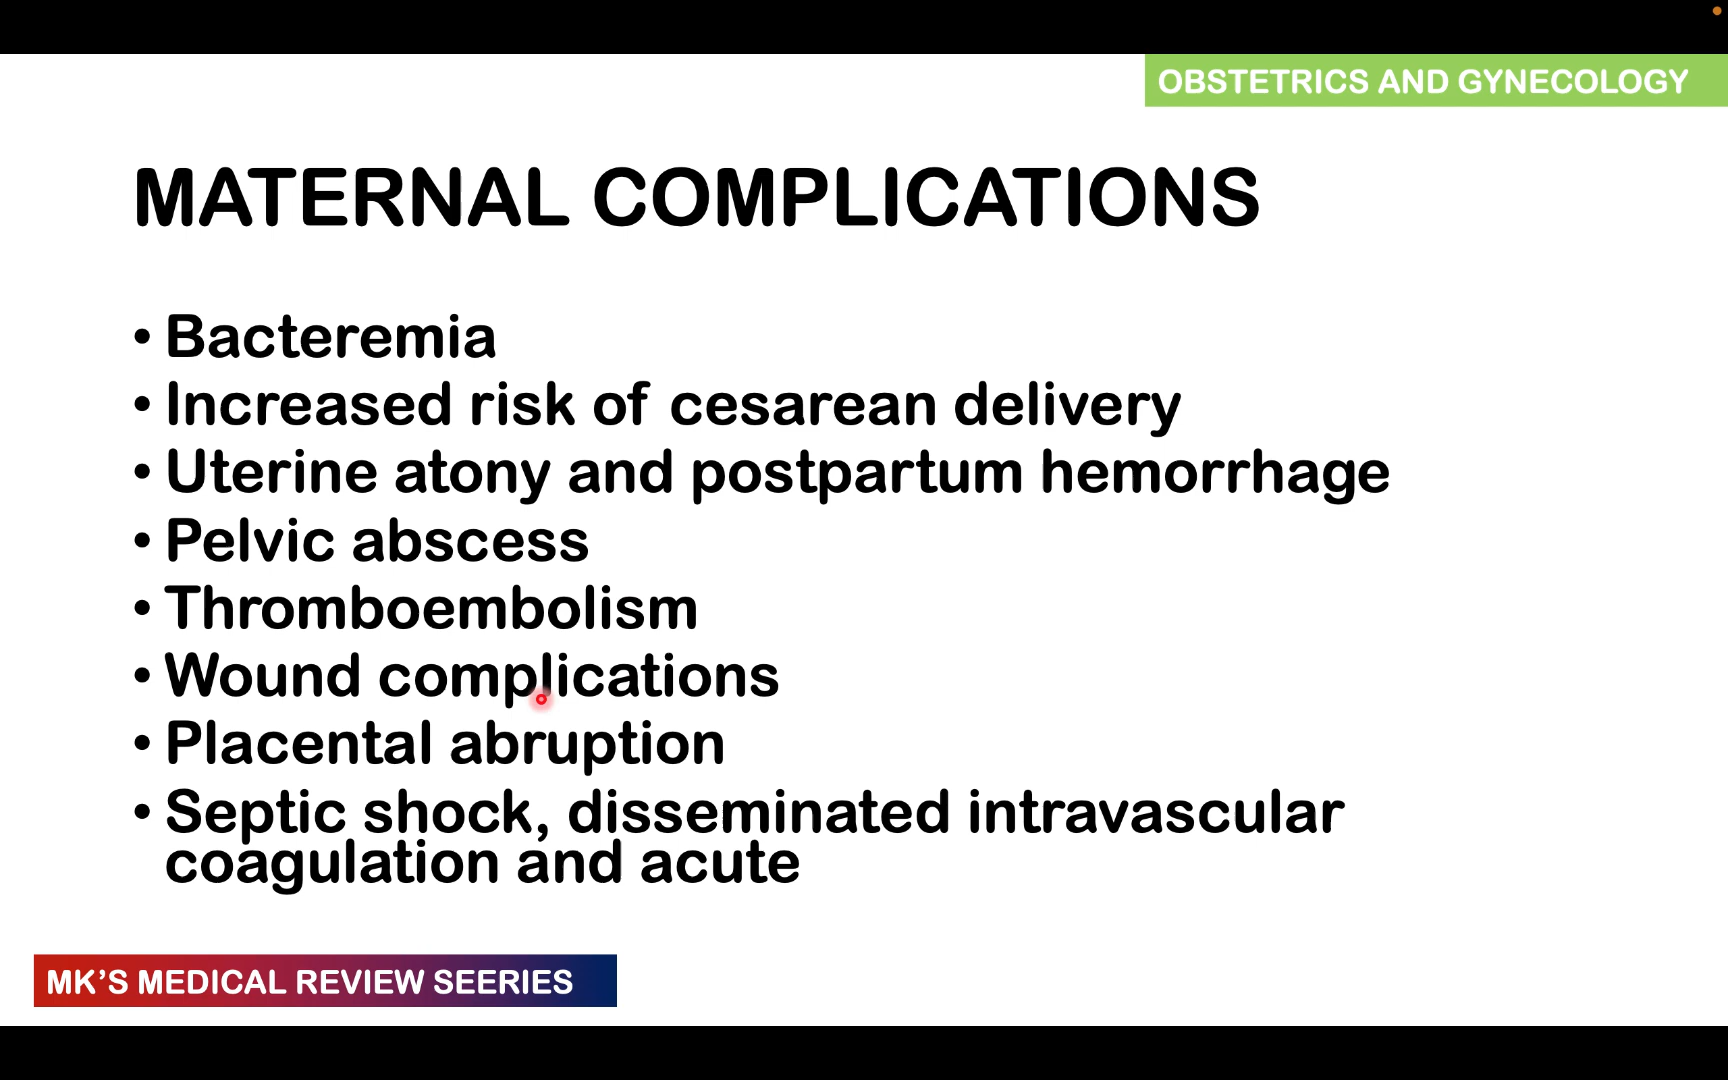 OBSTETRICS AND GYNECOLOGY
MATERNAL COMPLICATIONS
• Bacteremia
• Increased risk of cesarean delivery
• Uterine atony and postpartum hemorrhage
• Pelvic abscess
• Thromboembolism
• Wound complications
• Placental abruption
• Septic shock, disseminated intravascular
coagulation and acute
MK’S MEDICAL REVIEW SEERIES